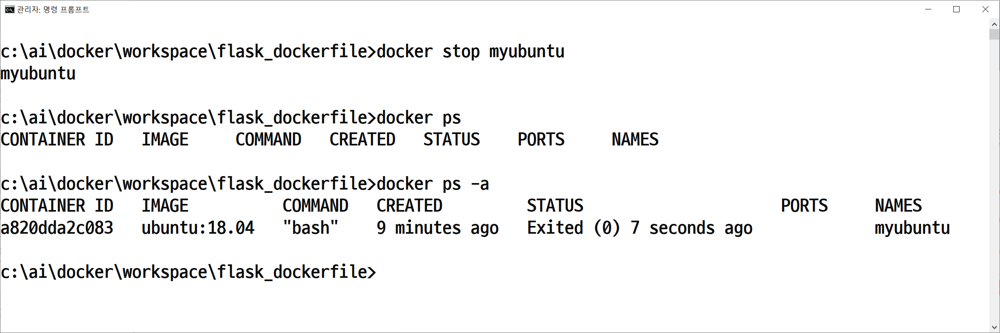 관리자: 명령 프롬프트
c:\ai\docker\workspace\flask_dockerfile>docker stop myubuntu
myubuntu
c:\ai\docker\workspace\flask_dockerfile>docker ps
CONTAINER ID   IMAGE     COMMAND   CREATED   STATUS    PORTS     NAMES
c:\ai\docker\workspace\flask_dockerfile>docker ps -a
CONTAINER ID   IMAGE          COMMAND   CREATED         STATUS                     PORTS     NAMES
a820dda2c083   ubuntu:18.04   "bash"    9 minutes ago   Exited (0) 7 seconds ago             myubuntu
c:\ai\docker\workspace\flask_dockerfile>